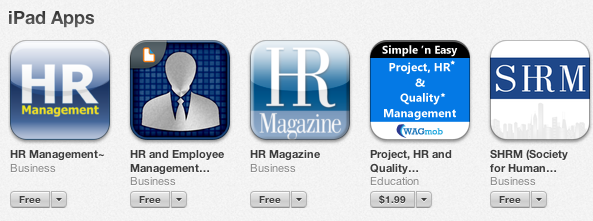 iPad Apps
HR
Management
HR
Magazine
Simple 'n Easy
Project, HR*
&
Quality*
Management
WAGmob
SHRM
HR Management~
Business
Free
HR and Employee
Management...
Business
Free
HR Magazine
Business
Free
Project, HR and
Quality...
Education
$1.99
SHRM (Society
for Human...
Business
Free